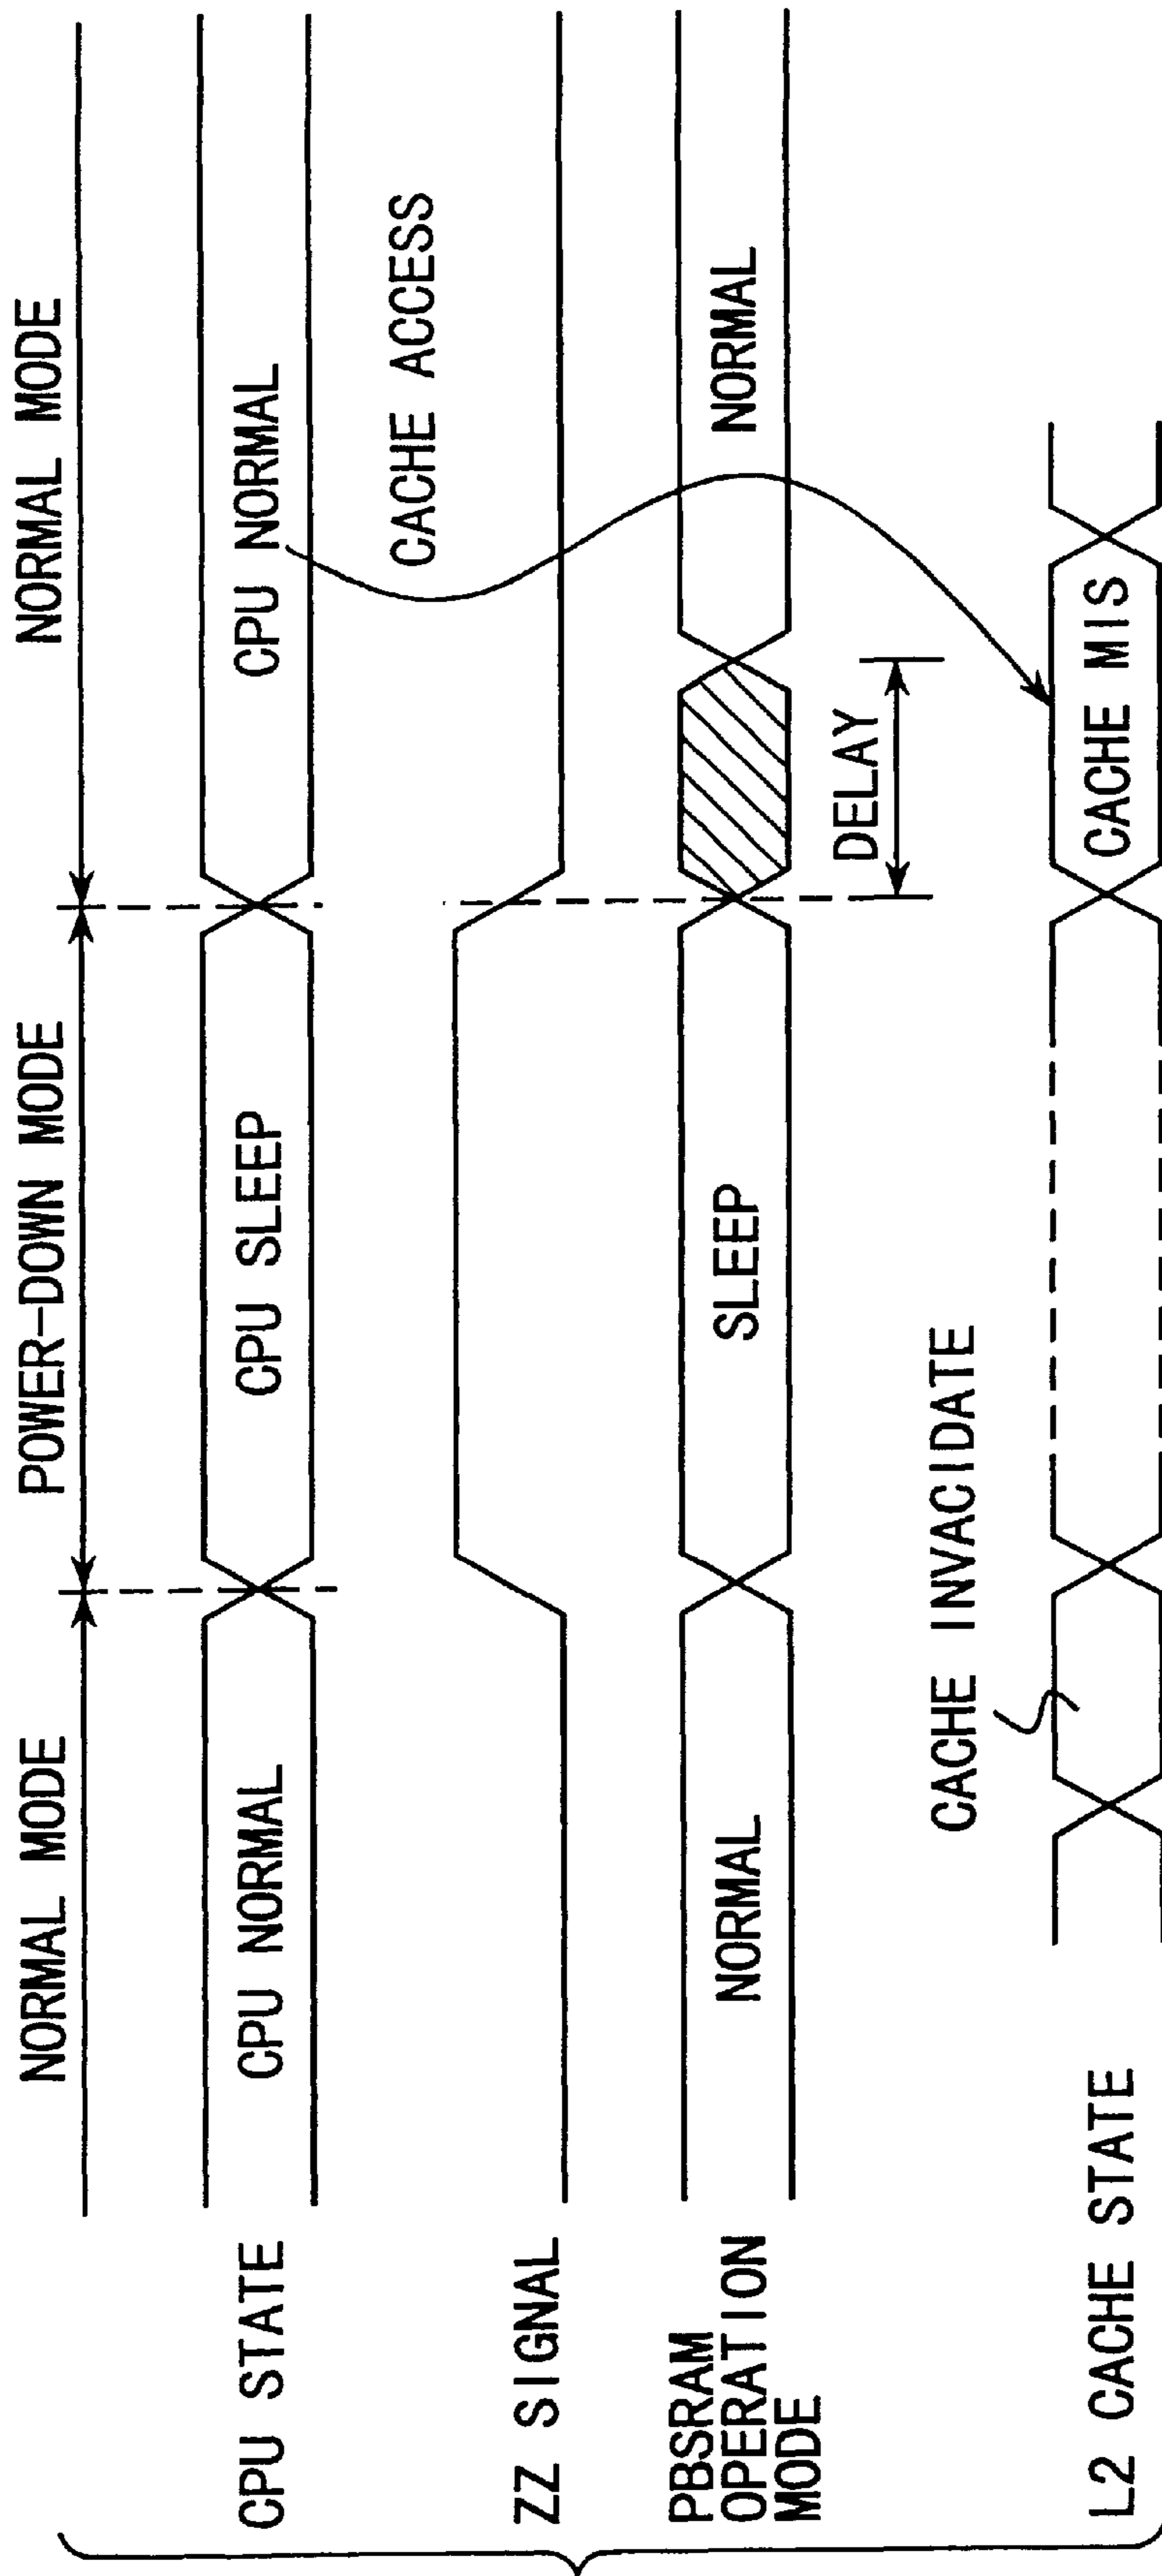 NORMAL MODE
POWER-DOWN MODE
NORMAL MODE
CPU STATE
CPU NORMAL
CPU SLEEP
CPU NORMAL
ZZ SIGNAL
CACHE ACCESS
PBSRAM
OPERATION
MODE
NORMAL
SLEEP
NORMAL
DELAY
CACHE INVACIDATE
L2 CACHE STATE
CACHE MIS